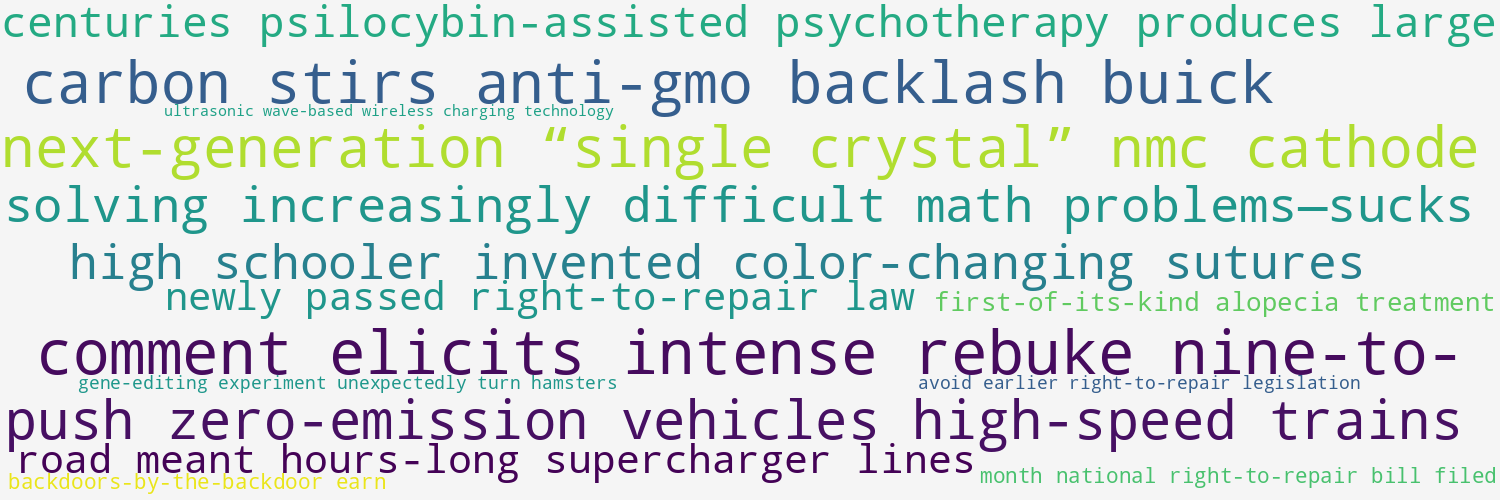 centuries psilocybin-assisted psychotherapy produces large
carbon stirs anti-gmo backlash buick
ultrasonic wave-based wireless charging technology
next-generation “single crystal” nmc cathode
solving increasingly difficult math problems—sucks
high schooler invented color-changing sutures
newly passed right-to-repair law
first-of-its-kind alopecia treatment
comment elicits intense rebuke nine-to-
gene-editing experiment unexpectedly turn hamsters
avoid earlier right-to-repair legislation
push zero-emission vehicles high-speed trains
road meant hours-long supercharger lines
month national right-to-repair bill filed
backdoors-by-the-backdoor earn